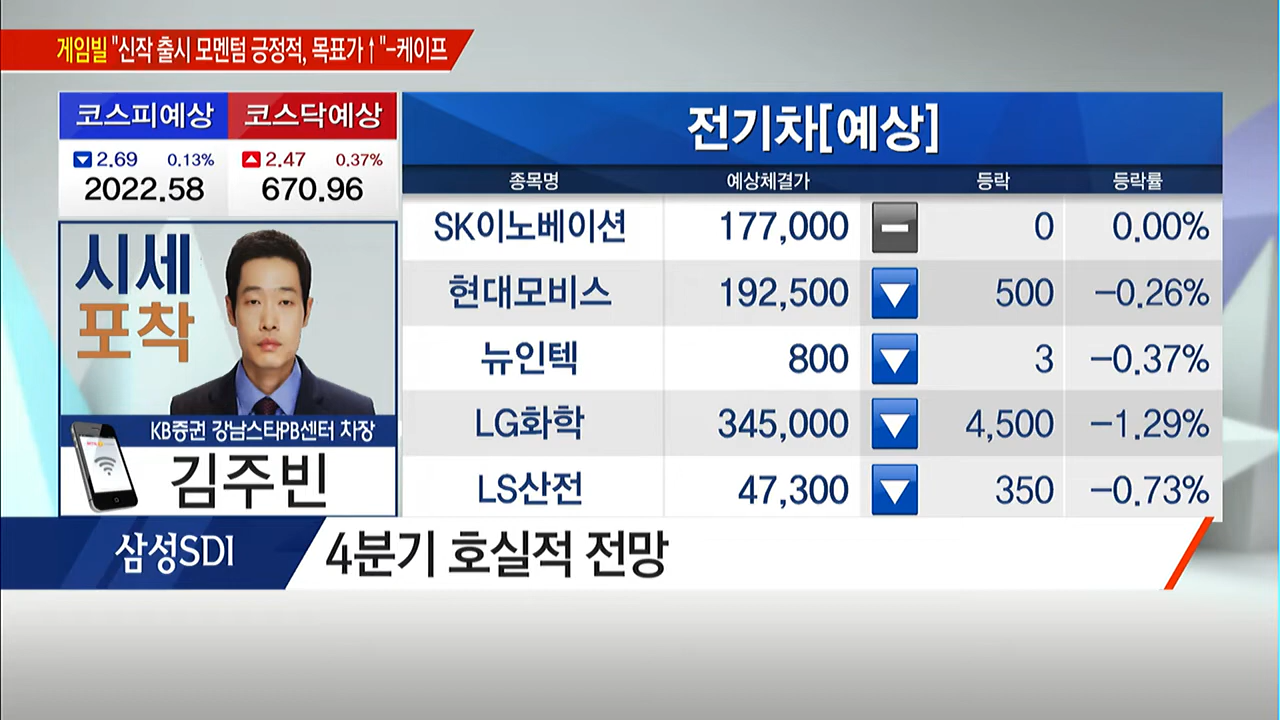 게임빌 "신작 출시 모멘텀 긍정적, 목표가↑"-케이프
코스피예상 코스닥예상
▼ 2.69 0.13% ▲ 2.47 0.37%
2022.58 670.96
시세
포착
KB증권 강남스타PB센터 차장
김주빈
전기차[예상]
종목명 예상체결가 등락 등락률
SK이노베이션 177,000 - 0 0.00%
현대모비스 192,500 ▼ 500 -0.26%
뉴인텍 800 ▼ 3 -0.37%
LG화학 345,000 ▼ 4,500 -1.29%
LS산전 47,300 ▼ 350 -0.73%
삼성SDI 4분기 호실적 전망